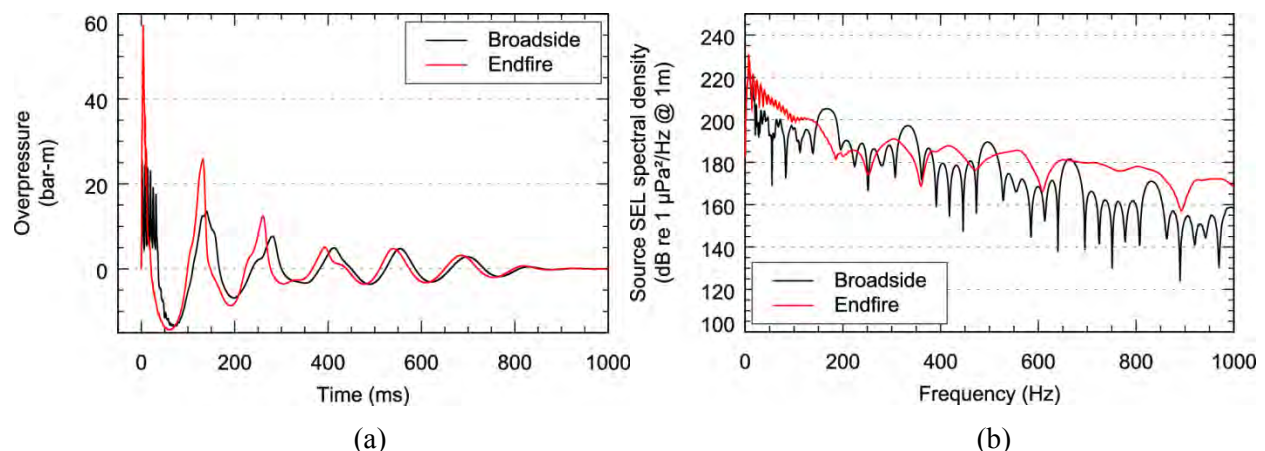 60
40
20
0
Overpressure
(bar-m)
0 200 400 600 800 1000
Time (ms)
Broadside
Endfire
(a)
240
220
200
180
160
140
120
100
Source SEL spectral density
(dB re 1 µPa²/Hz @ 1m)
0 200 400 600 800 1000
Frequency (Hz)
Broadside
Endfire
(b)